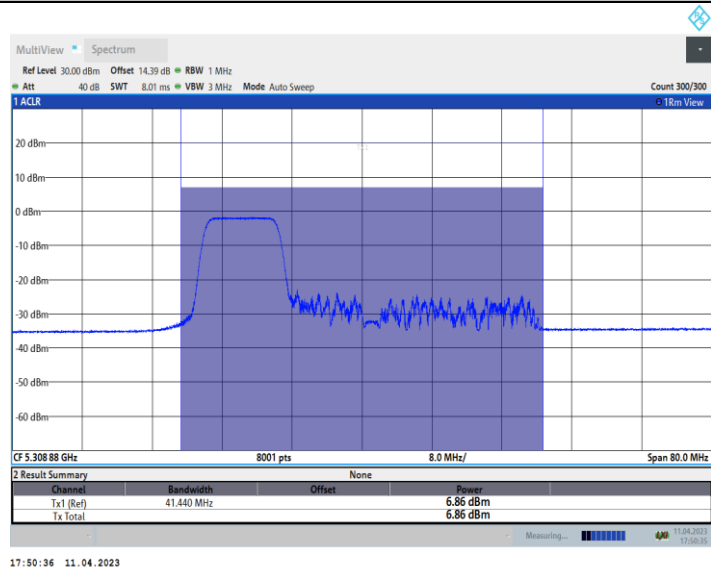 MultiView Spectrum
Ref Level 30.00 dBm Offset 14.39 dB RBW 1 MHz
Att 40 dB SWT 8.01 ms VBW 3 MHz Mode Auto Sweep Count 300/300
1 ACLR 1Rm View
20 dBm
10 dBm
0 dBm
-10 dBm
-20 dBm
-30 dBm
-40 dBm
-50 dBm
-60 dBm
CF 5.308 88 GHz 8001 pts 8.0 MHz/ Span 80.0 MHz
2 Result Summary None
Channel Bandwidth Offset Power
Tx1 (Ref) 41.440 MHz 6.86 dBm
Tx Total 6.86 dBm
Measuring... 11.04.2023
17:50:35
17:50:36 11.04.2023